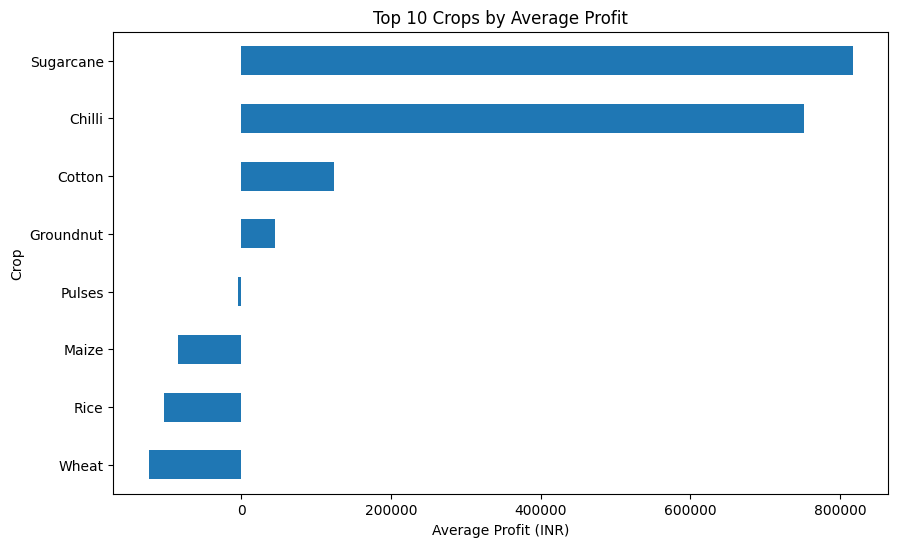 Top 10 Crops by Average Profit
Crop
Sugarcane
Chilli
Cotton
Groundnut
Pulses
Maize
Rice
Wheat
0 200000 400000 600000 800000
Average Profit (INR)